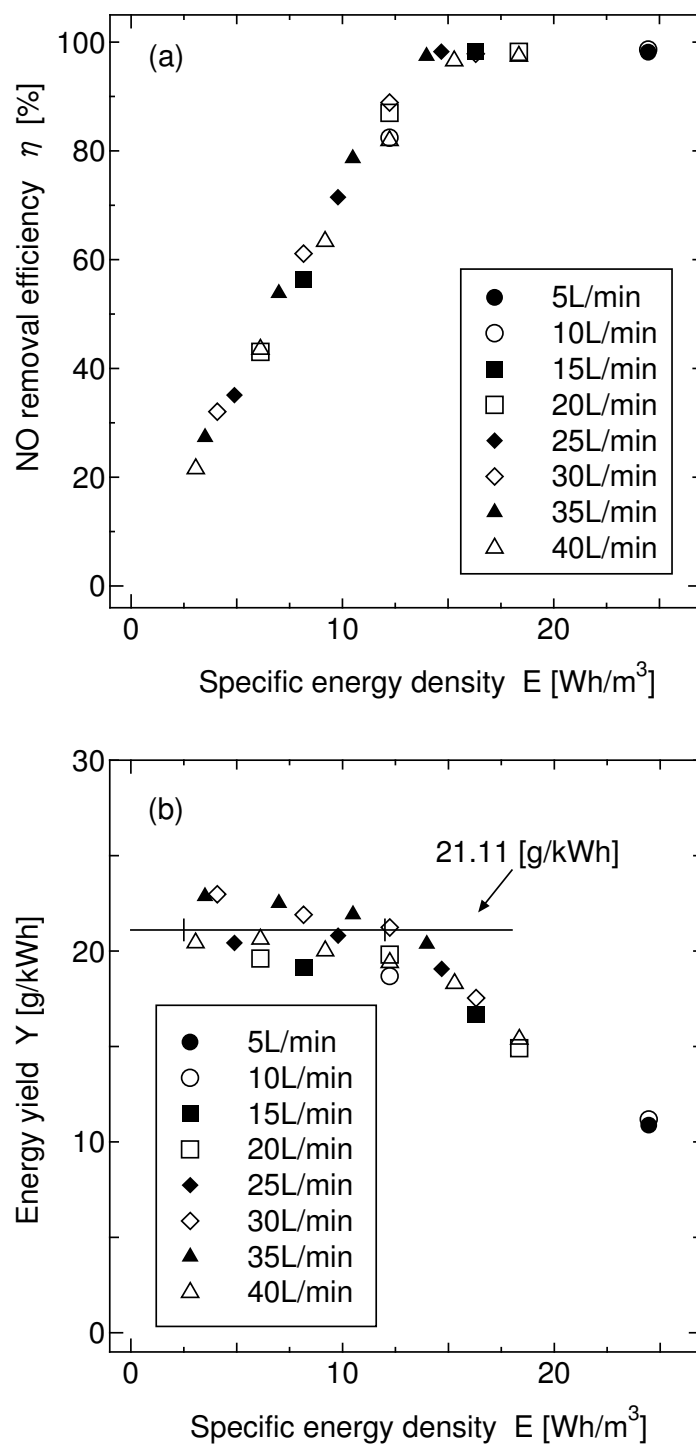 100
80
60
40
20
0
NO removal efficiency η [%]
(a)
5L/min
10L/min
15L/min
20L/min
25L/min
30L/min
35L/min
40L/min
0 10 20
Specific energy density E [Wh/m³]
30
20
10
0
Energy yield Y [g/kWh]
(b)
21.11 [g/kWh]
5L/min
10L/min
15L/min
20L/min
25L/min
30L/min
35L/min
40L/min
0 10 20
Specific energy density E [Wh/m³]